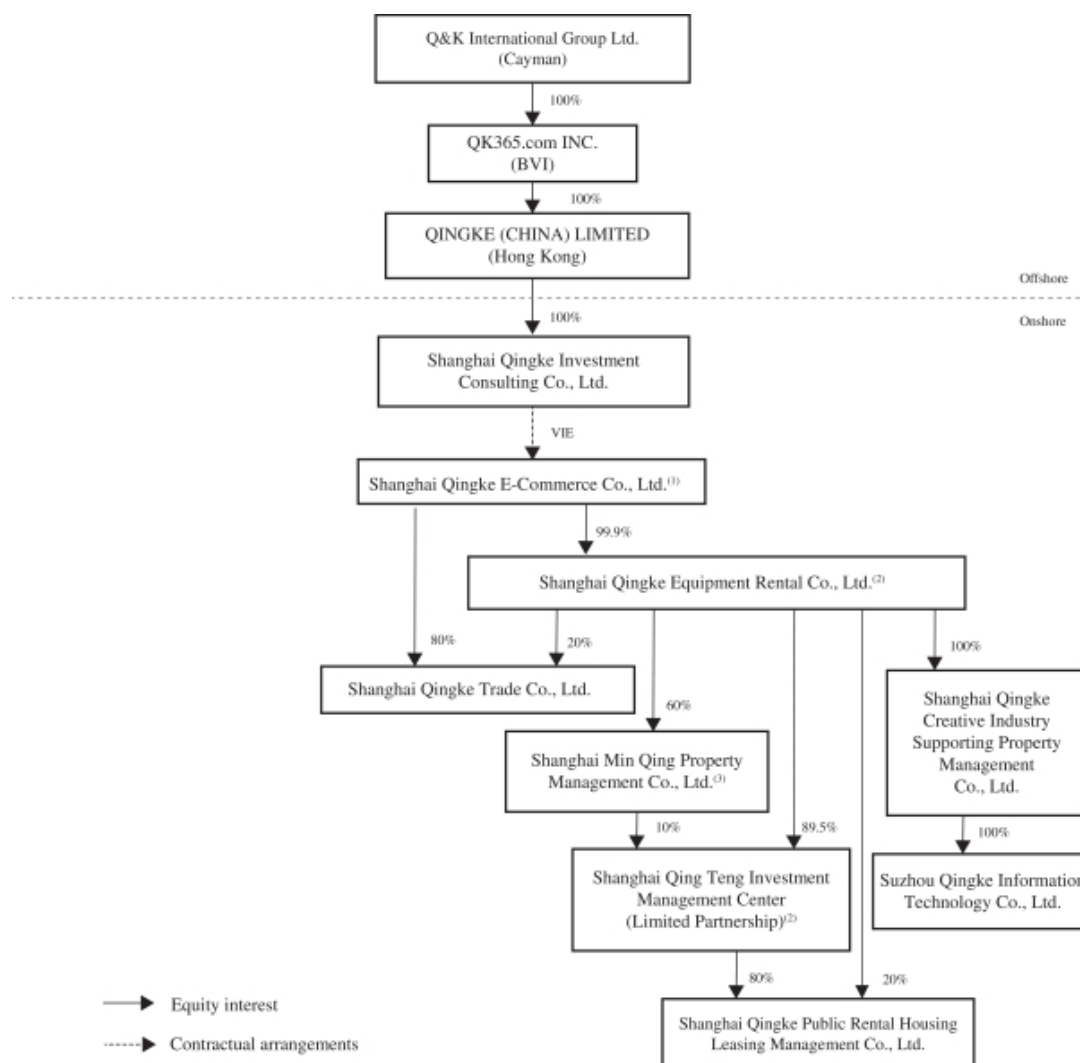 Q&K International Group Ltd.
(Cayman)
100%
QK365.com INC.
(BVI)
100%
QINGKE (CHINA) LIMITED
(Hong Kong)
Offshore
100%
Onshore
Shanghai Qingke Investment
Consulting Co., Ltd.
VIE
Shanghai Qingke E-Commerce Co., Ltd.(1)
99.9%
Shanghai Qingke Equipment Rental Co., Ltd.(2)
80%
20%
100%
Shanghai Qingke Trade Co., Ltd.
60%
Shanghai Qingke
Creative Industry
Supporting Property
Management
Co., Ltd.
Shanghai Min Qing Property
Management Co., Ltd.(3)
10%
89.5%
100%
Shanghai Qing Teng Investment
Management Center
(Limited Partnership)(2)
Suzhou Qingke Information
Technology Co., Ltd.
80%
20%
Equity interest
Shanghai Qingke Public Rental Housing
Leasing Management Co., Ltd.
Contractual arrangements